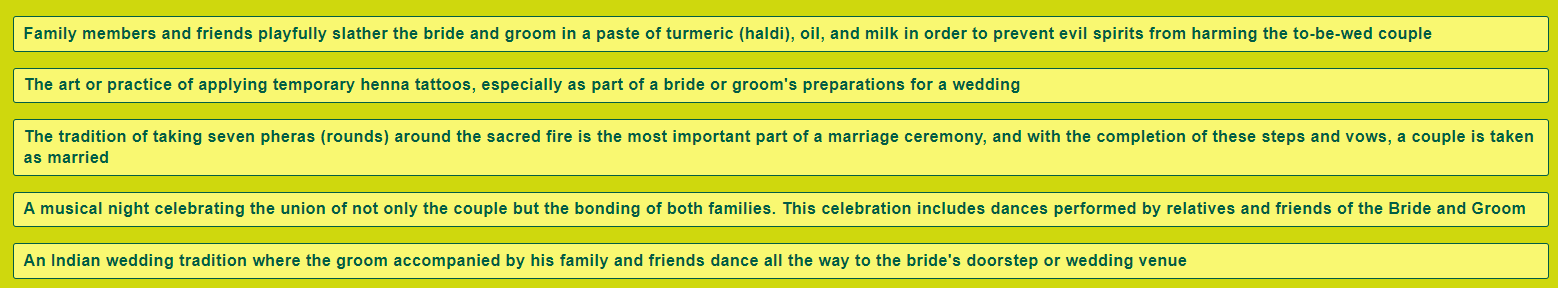 Family members and friends playfully slather the bride and groom in a paste of turmeric (haldi), oil, and milk in order to prevent evil spirits from harming the to-be-wed couple
The art or practice of applying temporary henna tattoos, especially as part of a bride or groom's preparations for a wedding
The tradition of taking seven pheras (rounds) around the sacred fire is the most important part of a marriage ceremony, and with the completion of these steps and vows, a couple is taken
as married
A musical night celebrating the union of not only the couple but the bonding of both families. This celebration includes dances performed by relatives and friends of the Bride and Groom
An Indian wedding tradition where the groom accompanied by his family and friends dance all the way to the bride's doorstep or wedding venue